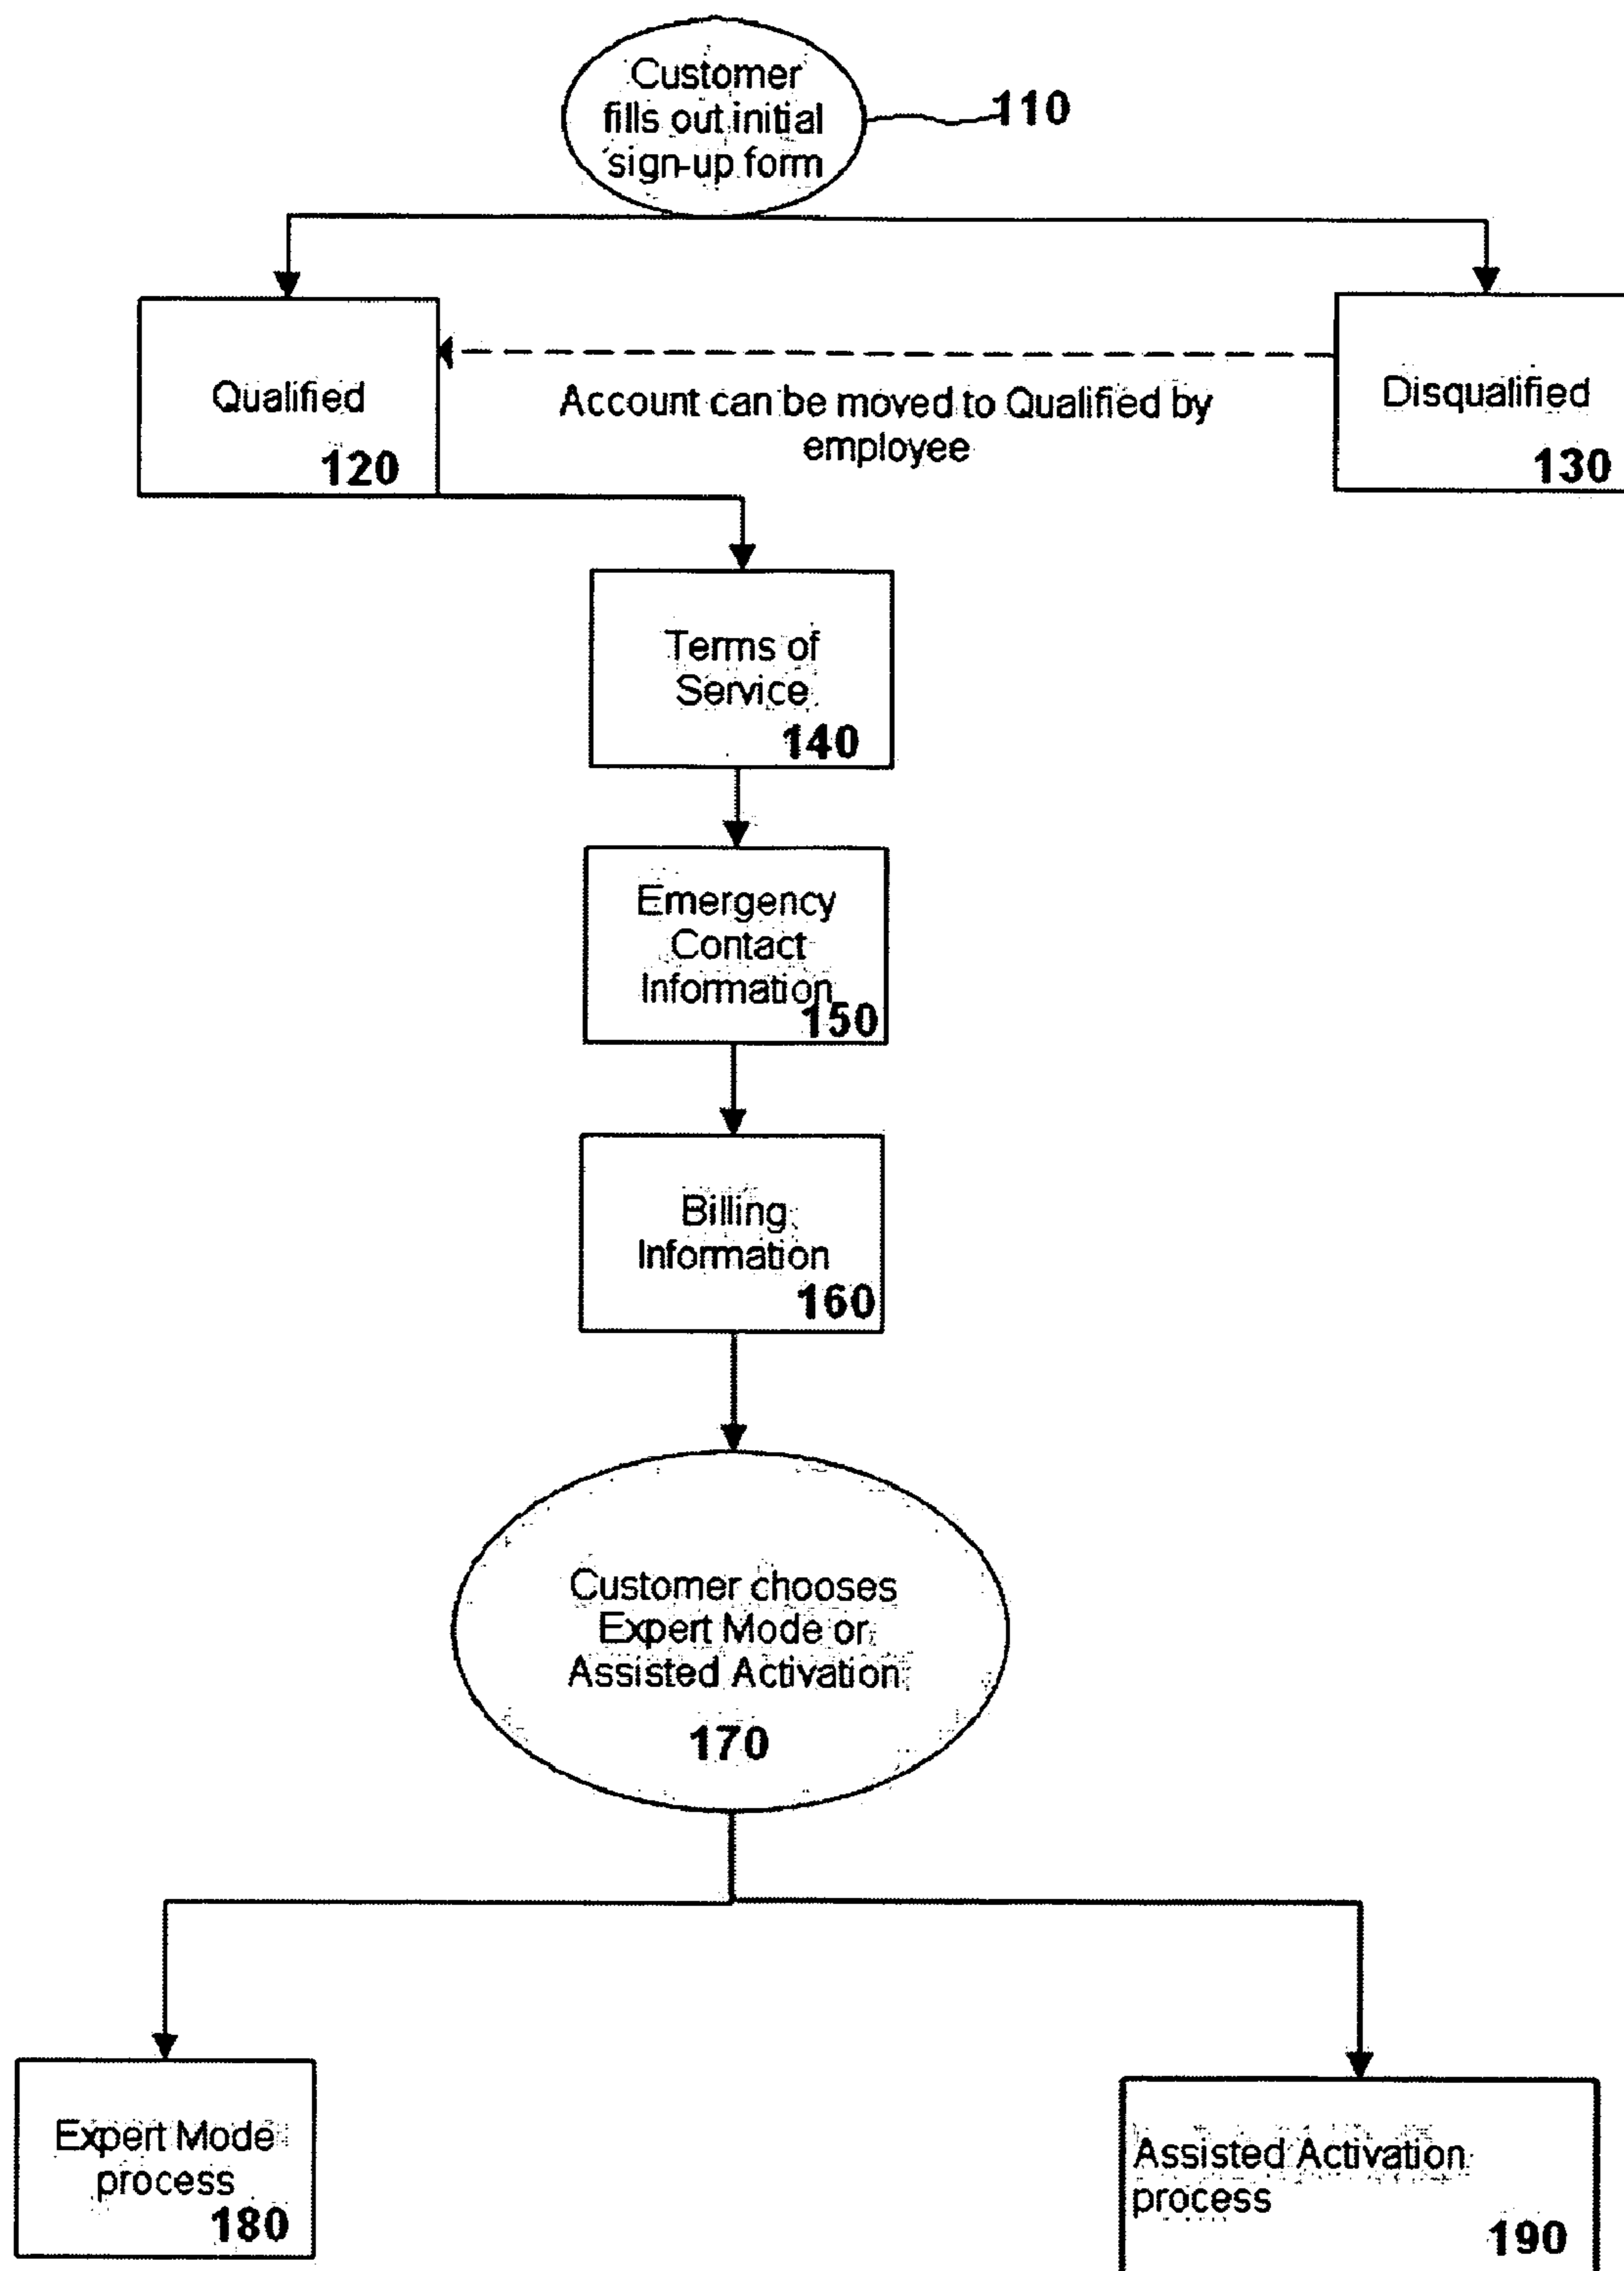 Customer
fills out initial
sign-up form
110
Qualified
120
Account can be moved to Qualified by
employee
Disqualified
130
Terms of
Service
140
Emergency
Contact
Information
150
Billing
Information
160
Customer chooses
Expert Mode or
Assisted Activation
170
Expert Mode
process
180
Assisted Activation
process
190